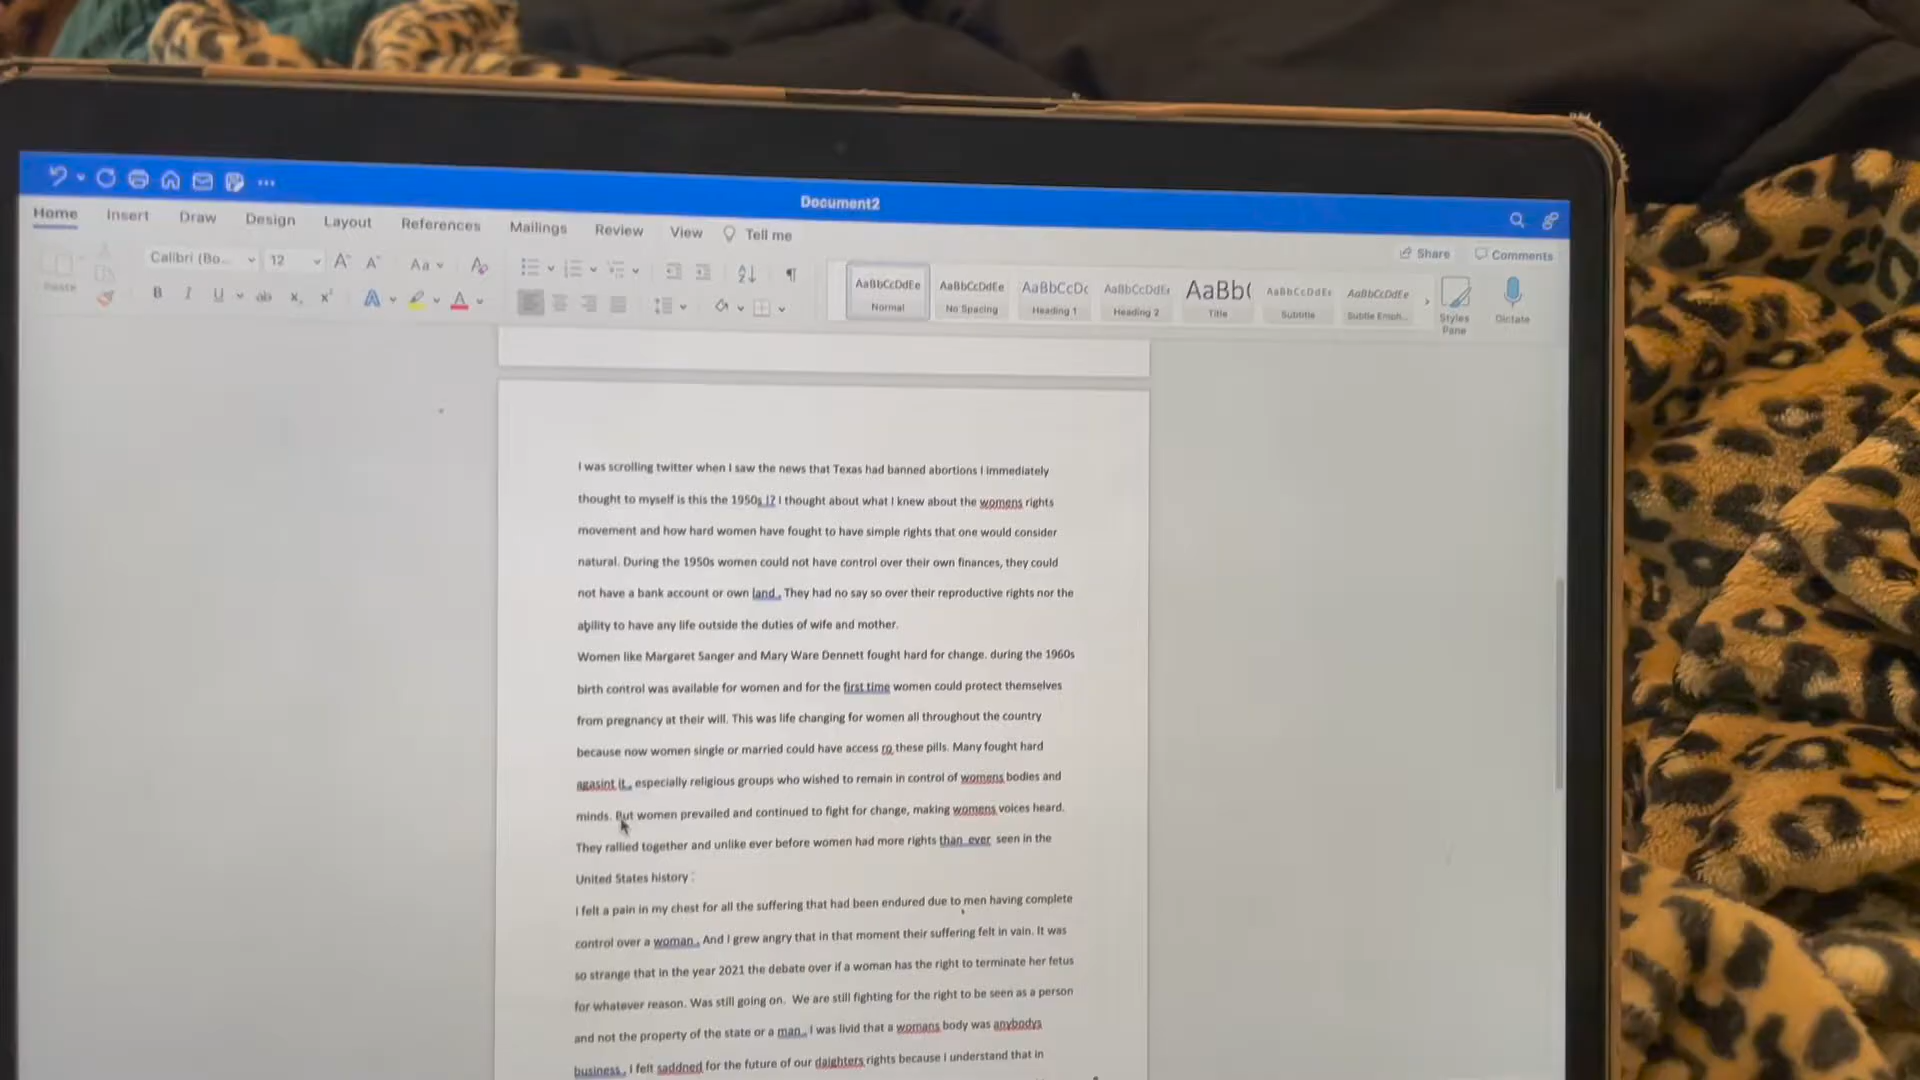 Document2
Home Insert Draw Design Layout References Mailings Review View Tell me
Share Comments
Calibri (Bo... 12 A A Aa
Paste
B I U ab x x A A
AaBbCcDdEe AaBbCcDdEe AaBbCcDc AaBbCcDdEe AaBb( AaBbCcDdEe AaBbCcDdEe
Normal No Spacing Heading 1 Heading 2 Title Subtitle Subtle Emph... Styles Pane Dictate
I was scrolling twitter when I saw the news that Texas had banned abortions I immediately
thought to myself is this the 1950s !? I thought about what I knew about the womens rights
movement and how hard women have fought to have simple rights that one would consider
natural. During the 1950s women could not have control over their own finances, they could
not have a bank account or own land . They had no say so over their reproductive rights nor the
ability to have any life outside the duties of wife and mother.
Women like Margaret Sanger and Mary Ware Dennett fought hard for change. during the 1960s
birth control was available for women and for the first time women could protect themselves
from pregnancy at their will. This was life changing for women all throughout the country
because now women single or married could have access ro these pills. Many fought hard
agasint it , especially religious groups who wished to remain in control of womens bodies and
minds. But women prevailed and continued to fight for change, making womens voices heard.
They rallied together and unlike ever before women had more rights than ever seen in the
United States history
I felt a pain in my chest for all the suffering that had been endured due to men having complete
control over a woman . And I grew angry that in that moment their suffering felt in vain. It was
so strange that in the year 2021 the debate over if a woman has the right to terminate her fetus
for whatever reason. Was still going on. We are still fighting for the right to be seen as a person
and not the property of the state or a man . I was livid that a womans body was anybodys
business . I felt saddned for the future of our daighters rights because I understand that in